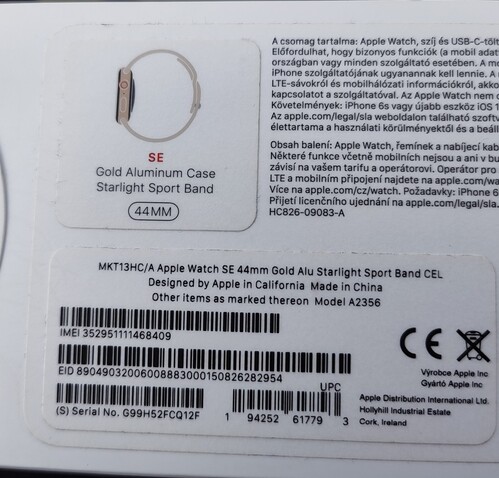 SE
Gold Aluminum Case
Starlight Sport Band
44MM
A csomag tartalma: Apple Watch, szíj és USB-C-tölt
Előfordulhat, hogy bizonyos funkciók (a mobil adat
országban vagy minden szolgáltató esetében. A mo
iPhone szolgáltatójának ugyanannak kell lennie. A
LTE-sávokról és mobilhálózati információkról, akko
kapcsolatot a szolgáltatóval. Az Apple Watch nem
Követelmények: iPhone 6s vagy újabb eszköz iOS 1
Az apple.com/legal/sla weboldalon található szoftv
élettartama a használati körülményektől és a beáll
Obsah balení: Apple Watch, řemínek a nabíjecí kab
Některé funkce včetně mobilních nejsou a ani v bu
závisí na vašem tarifu a operátorovi. Operátor pro
LTE a mobilním připojení najdete na apple.com/wa
Více na apple.com/cz/watch. Požadavky: iPhone 6
Přijetí licenčního ujednání na apple.com/legal/sla.
HC826-09083-A
MKT13HC/A Apple Watch SE 44mm Gold Alu Starlight Sport Band CEL
Designed by Apple in California Made in China
Other items as marked thereon Model A2356
IMEI 352951111468409
EID 89049032006008883000150826282954
UPC
(S) Serial No. G99H52FCQ12F
1 94252 61779 3
CE
Výrobce Apple Inc
Gyártó Apple Inc
Apple Distribution International Ltd.
Hollyhill Industrial Estate
Cork, Ireland